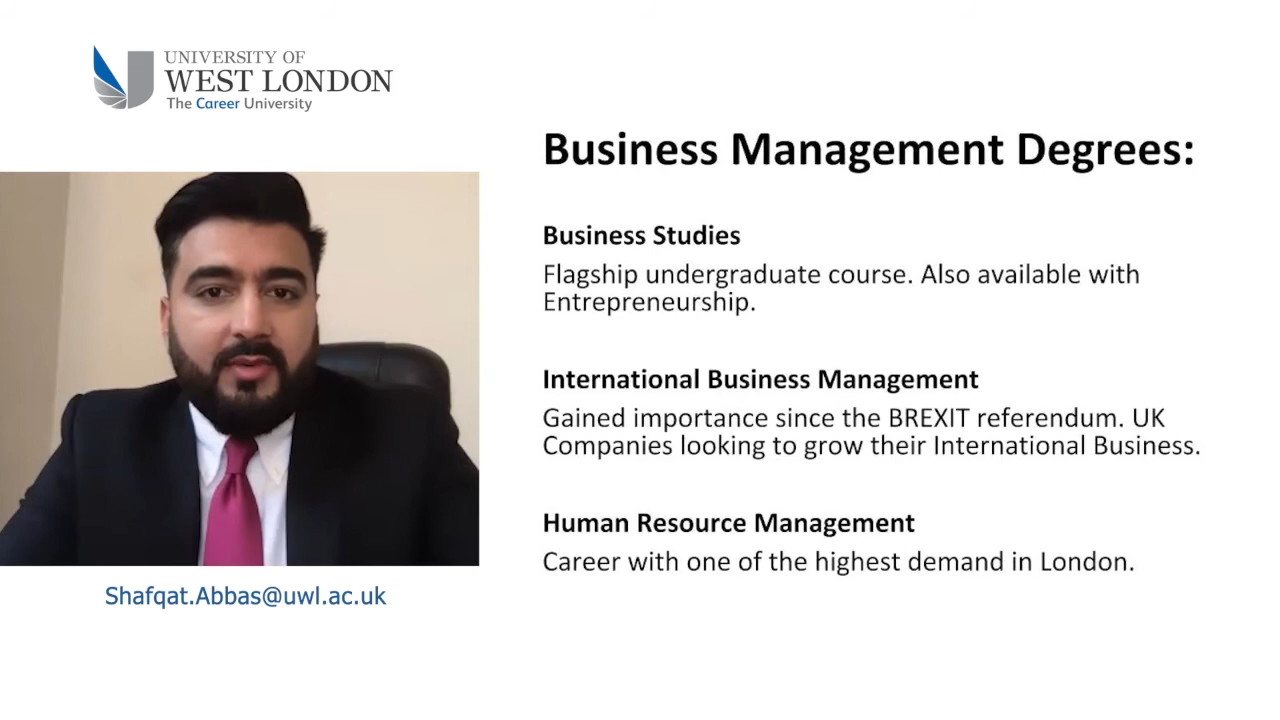 UNIVERSITY OF
WEST LONDON
The Career University
Business Management Degrees:
Business Studies
Flagship undergraduate course. Also available with
Entrepreneurship.
International Business Management
Gained importance since the BREXIT referendum. UK
Companies looking to grow their International Business.
Human Resource Management
Career with one of the highest demand in London.
Shafqat.Abbas@uwl.ac.uk